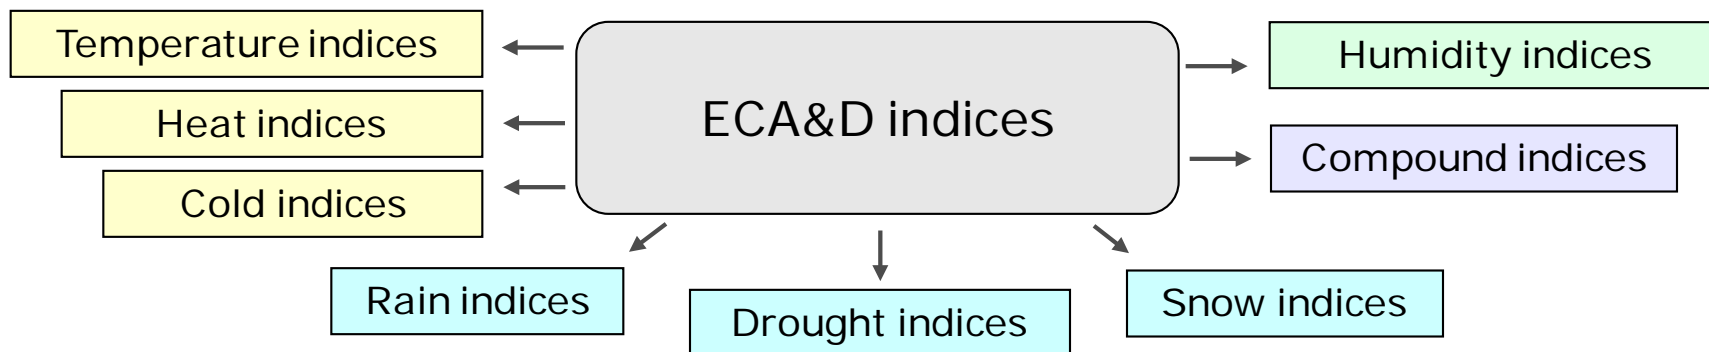 Temperature indices
Heat indices
Cold indices
ECA&D indices
Humidity indices
Compound indices
Rain indices
Drought indices
Snow indices